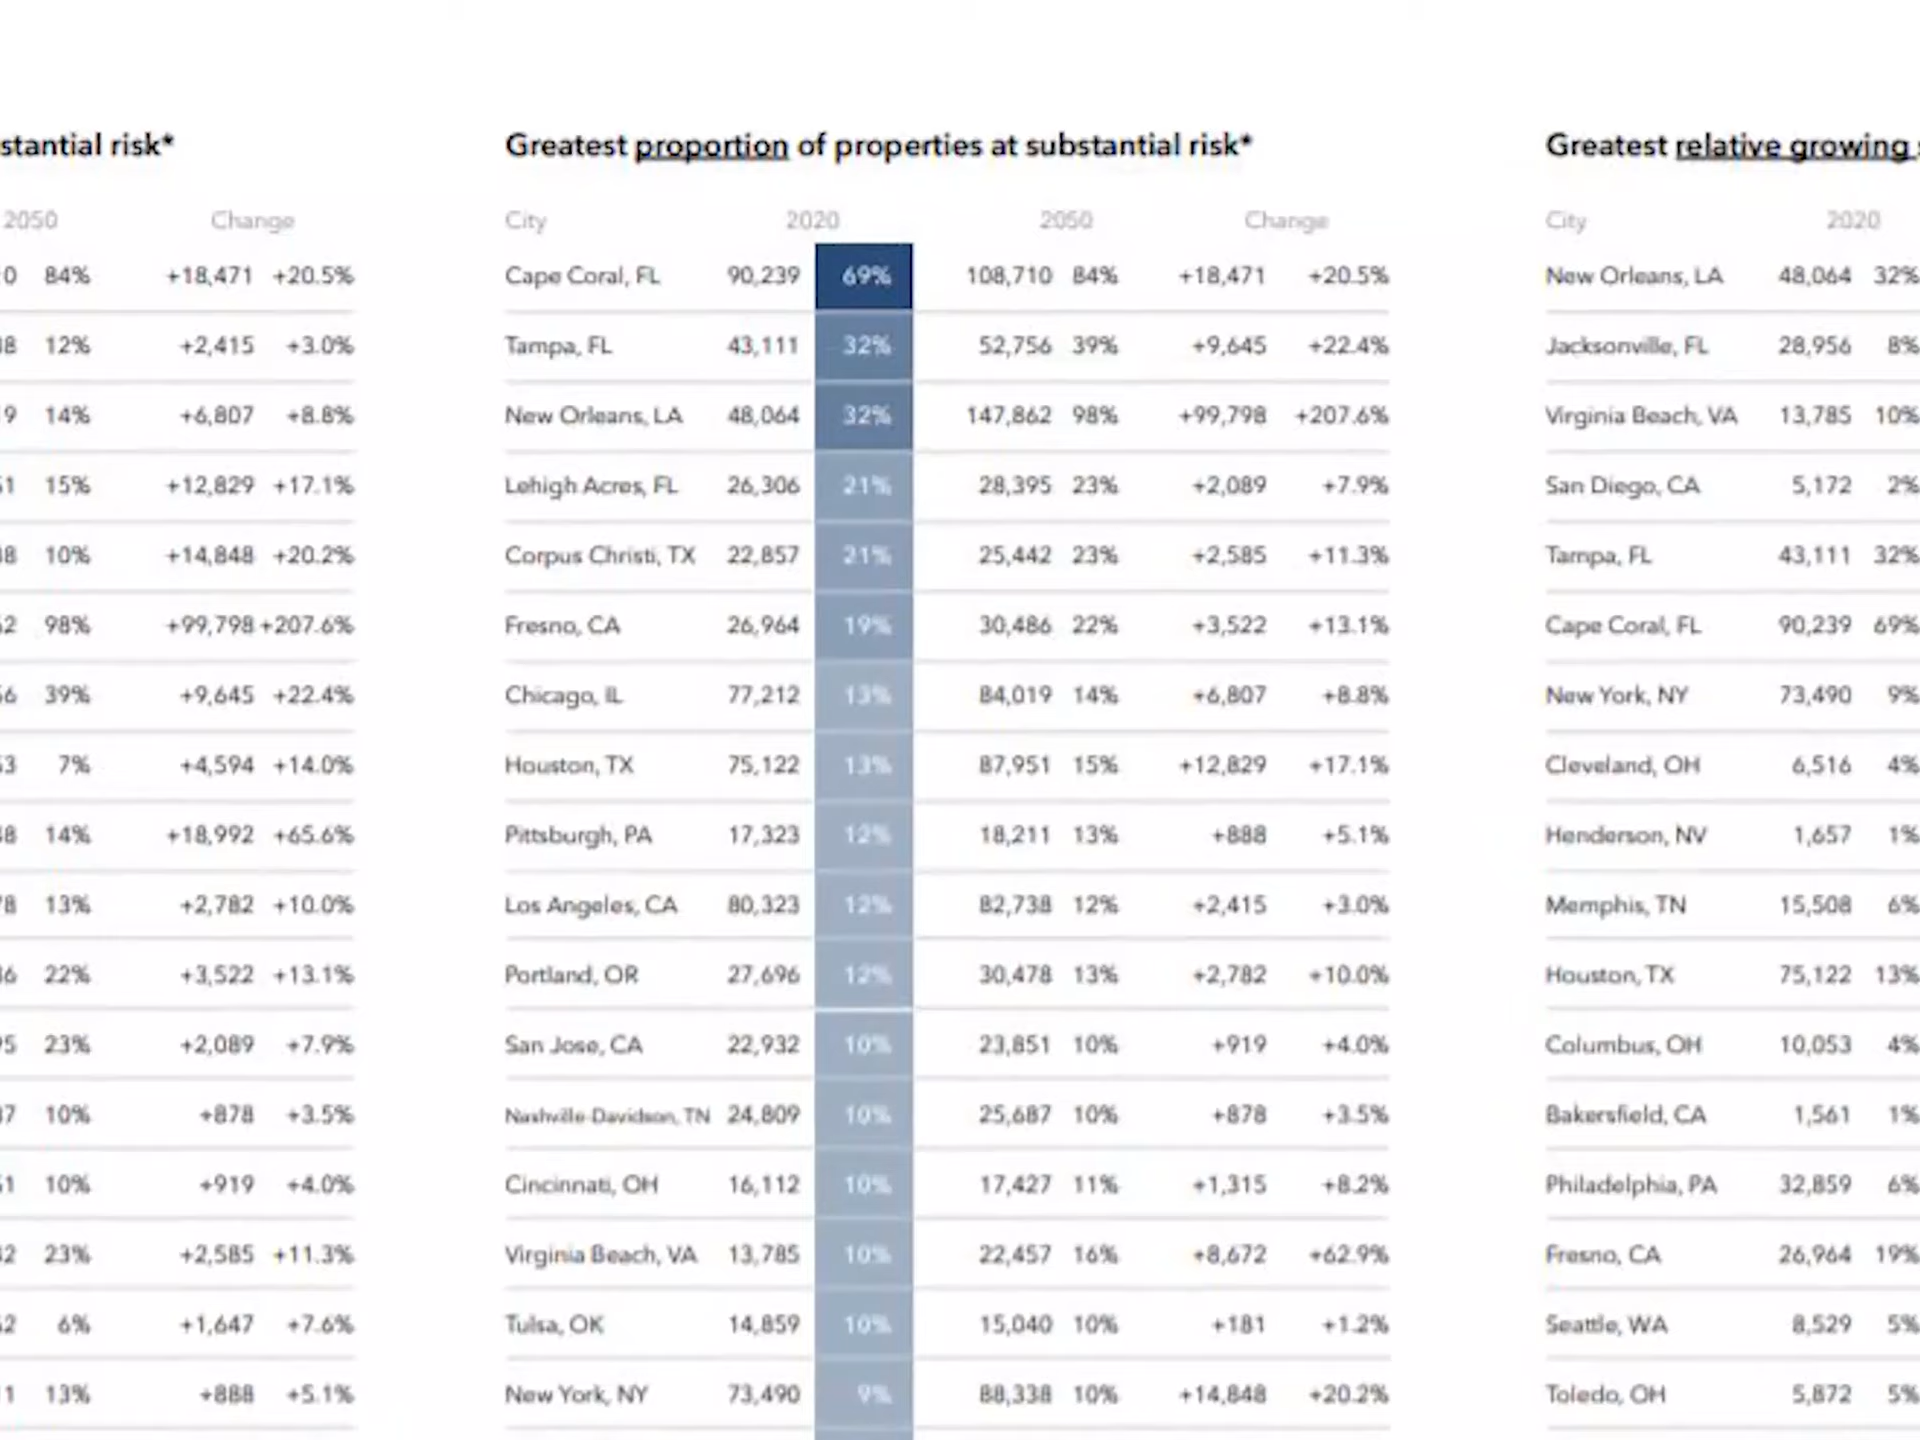 stantial risk*
2050 Change
0 84% +18,471 +20.5%
8 12% +2,415 +3.0%
9 14% +6,807 +8.8%
1 15% +12,829 +17.1%
8 10% +14,848 +20.2%
2 98% +99,798 +207.6%
6 39% +9,645 +22.4%
3 7% +4,594 +14.0%
8 14% +18,992 +65.6%
8 13% +2,782 +10.0%
6 22% +3,522 +13.1%
5 23% +2,089 +7.9%
7 10% +878 +3.5%
1 10% +919 +4.0%
2 23% +2,585 +11.3%
2 6% +1,647 +7.6%
1 13% +888 +5.1%
Greatest proportion of properties at substantial risk*
City 2020 2050 Change
Cape Coral, FL 90,239 69% 108,710 84% +18,471 +20.5%
Tampa, FL 43,111 32% 52,756 39% +9,645 +22.4%
New Orleans, LA 48,064 32% 147,862 98% +99,798 +207.6%
Lehigh Acres, FL 26,306 21% 28,395 23% +2,089 +7.9%
Corpus Christi, TX 22,857 21% 25,442 23% +2,585 +11.3%
Fresno, CA 26,964 19% 30,486 22% +3,522 +13.1%
Chicago, IL 77,212 13% 84,019 14% +6,807 +8.8%
Houston, TX 75,122 13% 87,951 15% +12,829 +17.1%
Pittsburgh, PA 17,323 12% 18,211 13% +888 +5.1%
Los Angeles, CA 80,323 12% 82,738 12% +2,415 +3.0%
Portland, OR 27,696 12% 30,478 13% +2,782 +10.0%
San Jose, CA 22,932 10% 23,851 10% +919 +4.0%
Nashville-Davidson, TN 24,809 10% 25,687 10% +878 +3.5%
Cincinnati, OH 16,112 10% 17,427 11% +1,315 +8.2%
Virginia Beach, VA 13,785 10% 22,457 16% +8,672 +62.9%
Tulsa, OK 14,859 10% 15,040 10% +181 +1.2%
New York, NY 73,490 9% 88,338 10% +14,848 +20.2%
Greatest relative growing
City 2020
New Orleans, LA 48,064 32%
Jacksonville, FL 28,956 8%
Virginia Beach, VA 13,785 10%
San Diego, CA 5,172 2%
Tampa, FL 43,111 32%
Cape Coral, FL 90,239 69%
New York, NY 73,490 9%
Cleveland, OH 6,516 4%
Henderson, NV 1,657 1%
Memphis, TN 15,508 6%
Houston, TX 75,122 13%
Columbus, OH 10,053 4%
Bakersfield, CA 1,561 1%
Philadelphia, PA 32,859 6%
Fresno, CA 26,964 19%
Seattle, WA 8,529 5%
Toledo, OH 5,872 5%